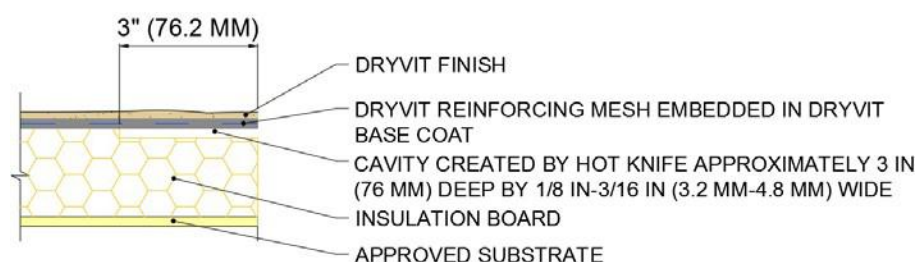 3" (76.2 MM)
DRYVIT FINISH
DRYVIT REINFORCING MESH EMBEDDED IN DRYVIT
BASE COAT
CAVITY CREATED BY HOT KNIFE APPROXIMATELY 3 IN
(76 MM) DEEP BY 1/8 IN-3/16 IN (3.2 MM-4.8 MM) WIDE
INSULATION BOARD
APPROVED SUBSTRATE